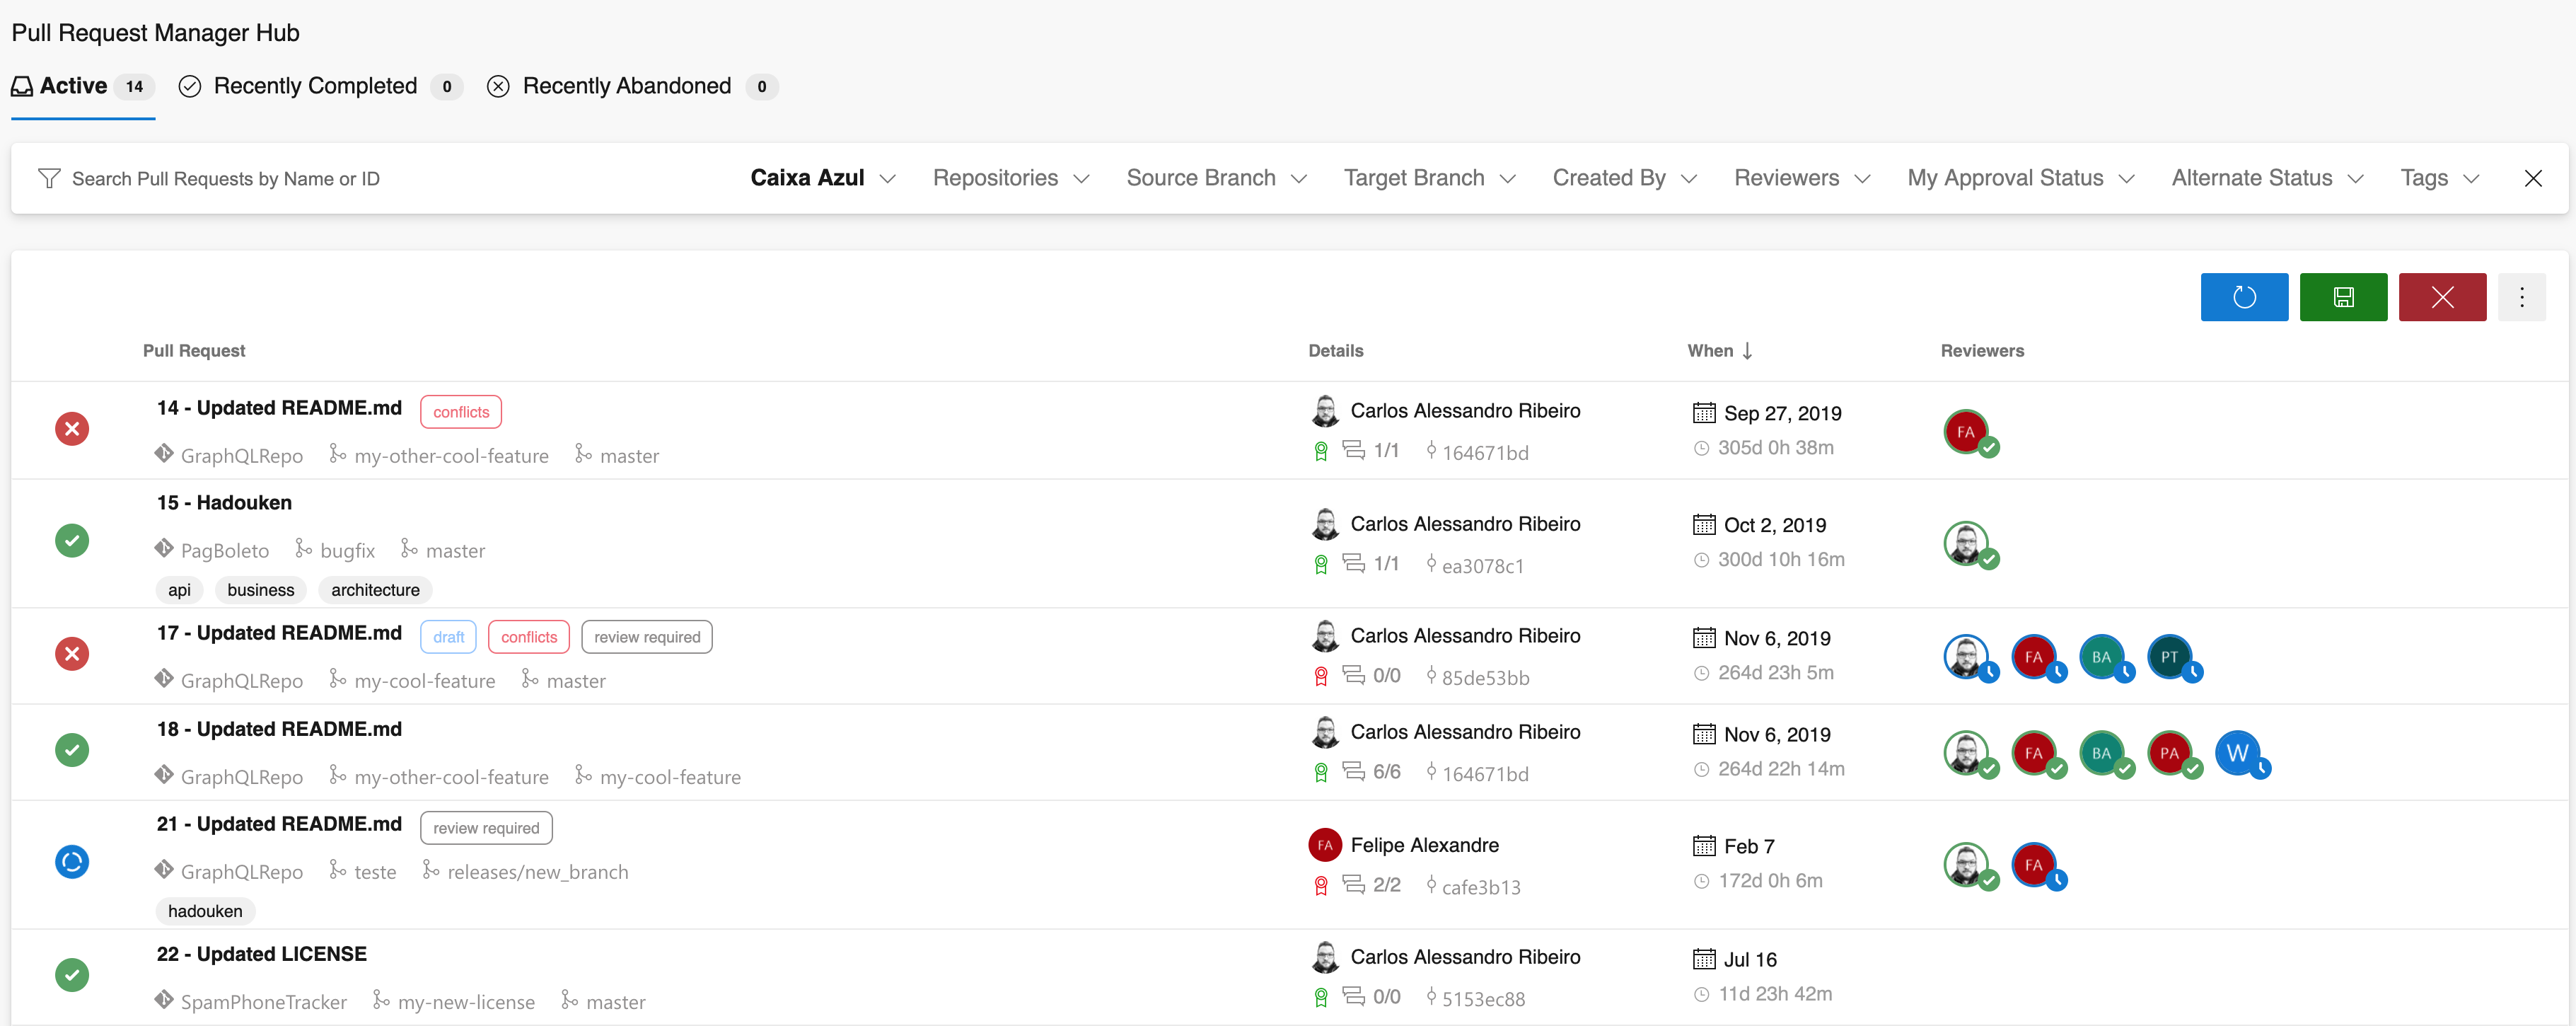 Pull Request Manager Hub
Active 14 Recently Completed 0 Recently Abandoned 0
Search Pull Requests by Name or ID Caixa Azul Repositories Source Branch Target Branch Created By Reviewers My Approval Status Alternate Status Tags
Pull Request Details When Reviewers
14 - Updated README.md conflicts Carlos Alessandro Ribeiro Sep 27, 2019 FA
GraphQLRepo my-other-cool-feature master 1/1 164671bd 305d 0h 38m
15 - Hadouken Carlos Alessandro Ribeiro Oct 2, 2019
PagBoleto bugfix master 1/1 ea3078c1 300d 10h 16m
api business architecture
17 - Updated README.md draft conflicts review required Carlos Alessandro Ribeiro Nov 6, 2019 FA BA PT
GraphQLRepo my-cool-feature master 0/0 85de53bb 264d 23h 5m
18 - Updated README.md Carlos Alessandro Ribeiro Nov 6, 2019 FA BA PA W
GraphQLRepo my-other-cool-feature my-cool-feature 6/6 164671bd 264d 22h 14m
21 - Updated README.md review required FA Felipe Alexandre Feb 7 FA
GraphQLRepo teste releases/new_branch 2/2 cafe3b13 172d 0h 6m
hadouken
22 - Updated LICENSE Carlos Alessandro Ribeiro Jul 16
SpamPhoneTracker my-new-license master 0/0 5153ec88 11d 23h 42m